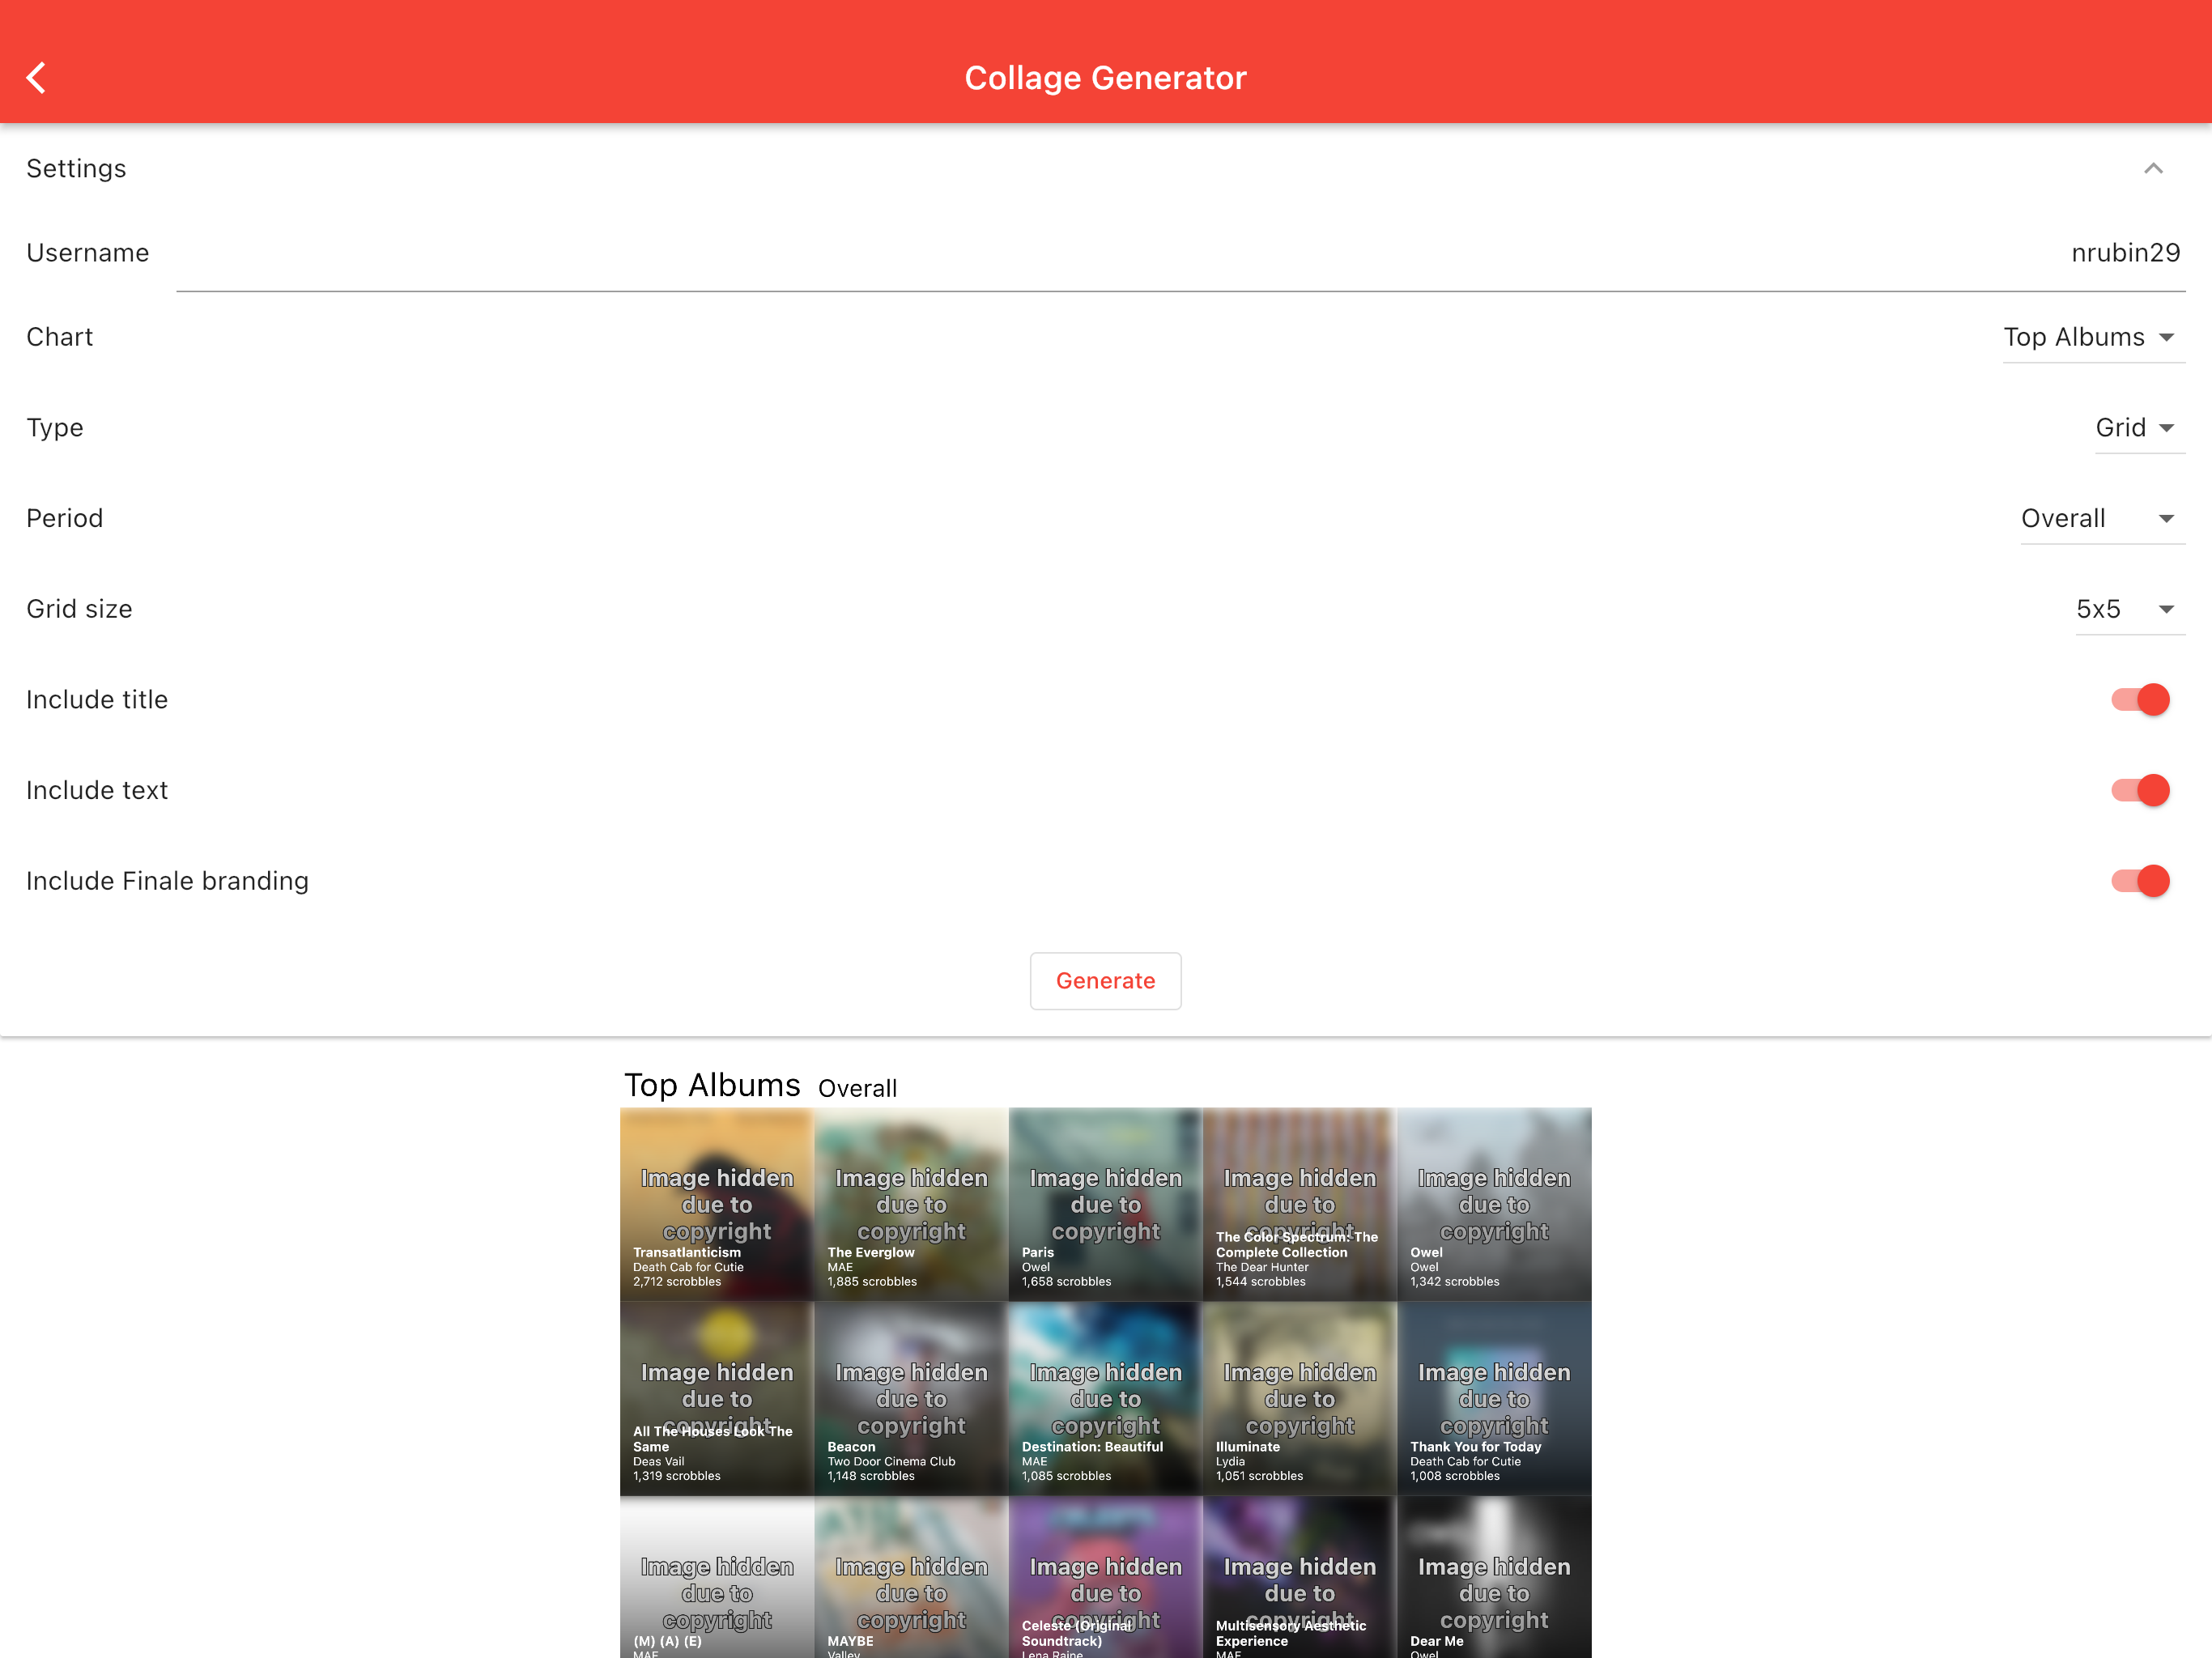 Collage Generator
Settings
Username nrubin29
Chart Top Albums
Type Grid
Period Overall
Grid size 5x5
Include title
Include text
Include Finale branding
Generate
Top Albums Overall
Image hidden
due to
copyright
Transatlanticism
Death Cab for Cutie
2,712 scrobbles
Image hidden
due to
copyright
The Everglow
MAE
1,885 scrobbles
Image hidden
due to
copyright
Paris
Owel
1,658 scrobbles
Image hidden
due to
copyright
The Color Spectrum: The
Complete Collection
The Dear Hunter
1,544 scrobbles
Image hidden
due to
copyright
Owel
Owel
1,342 scrobbles
Image hidden
due to
copyright
All The Houses Look The
Same
Deas Vail
1,319 scrobbles
Image hidden
due to
copyright
Beacon
Two Door Cinema Club
1,148 scrobbles
Image hidden
due to
copyright
Destination: Beautiful
MAE
1,085 scrobbles
Image hidden
due to
copyright
Illuminate
Lydia
1,051 scrobbles
Image hidden
due to
copyright
Thank You for Today
Death Cab for Cutie
1,008 scrobbles
Image hidden
due to
copyright
(M) (A) (E)
MAE
Image hidden
due to
copyright
MAYBE
Valley
Image hidden
due to
copyright
Celeste (Original
Soundtrack)
Lena Raine
Image hidden
due to
copyright
Multisensory Aesthetic
Experience
MAE
Image hidden
due to
copyright
Dear Me
Owel